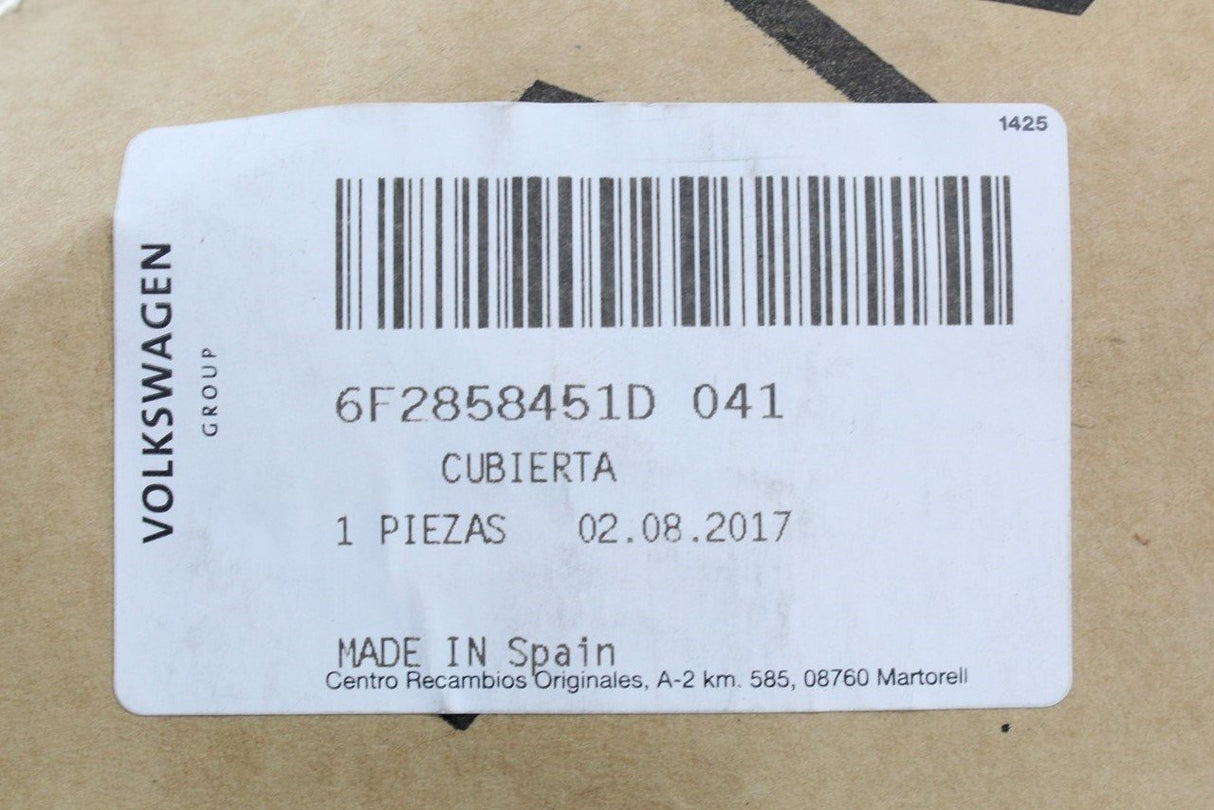 1425
VOLKSWAGEN
GROUP
6F2858451D 041
CUBIERTA
1 PIEZAS 02.08.2017
MADE IN Spain
Centro Recambios Originales, A-2 km. 585, 08760 Martorell